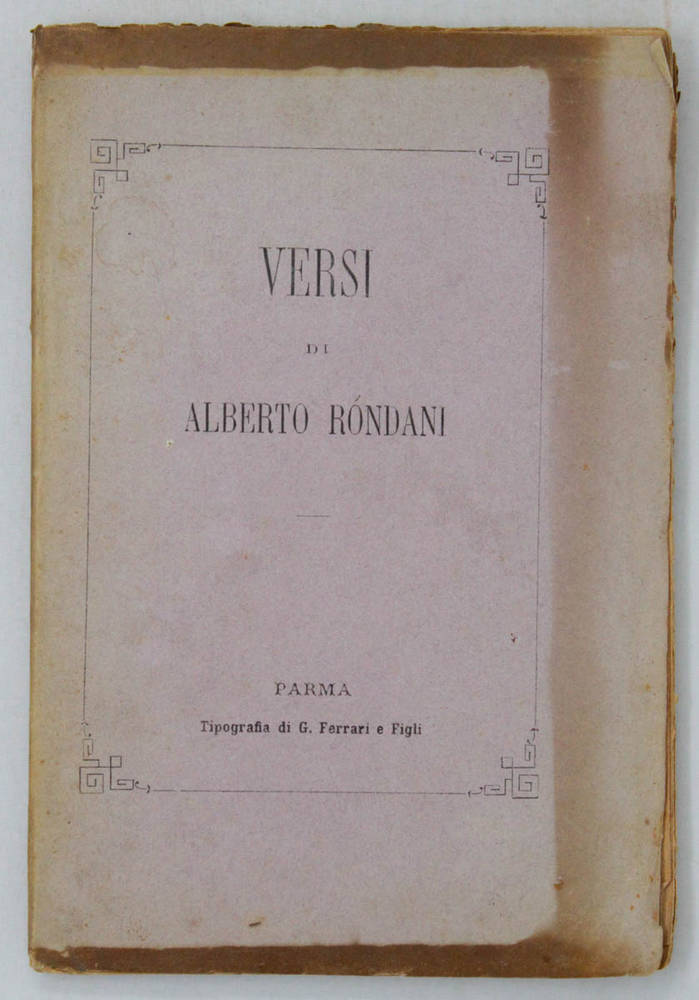 VERSI
DI
ALBERTO RÓNDANI
PARMA
Tipografia di G. Ferrari e Figli